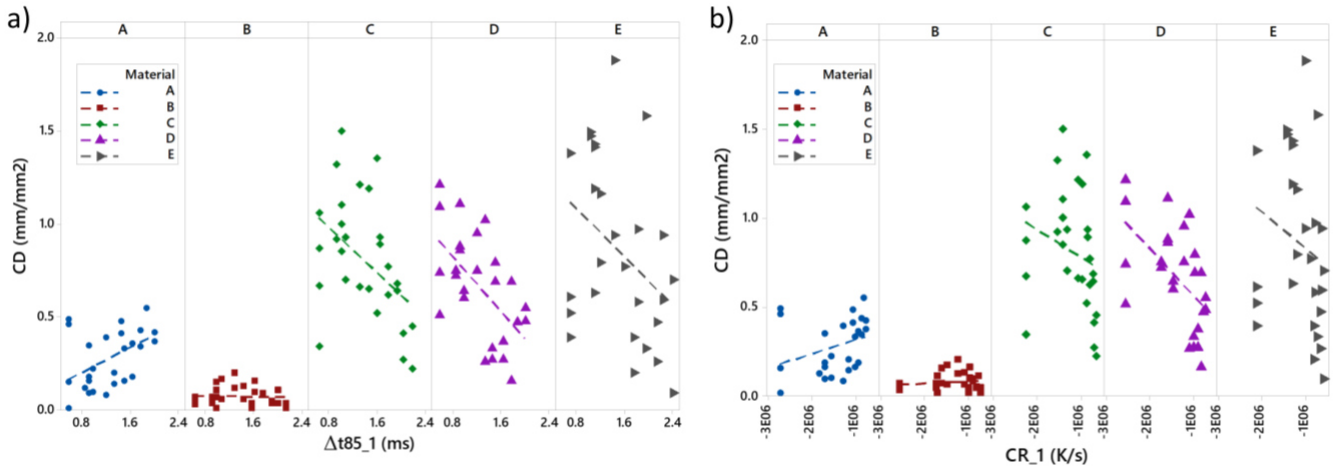 a)
A B C D E
2.0
1.5
1.0
0.5
0.0
CD (mm/mm2)
Material
A
B
C
D
E
0.8 1.6 2.4 0.8 1.6 2.4 0.8 1.6 2.4 0.8 1.6 2.4 0.8 1.6 2.4
Δt85_1 (ms)
b)
A B C D E
2.0
1.5
1.0
0.5
0.0
CD (mm/mm2)
Material
A
B
C
D
E
-3E06 -2E06 -1E06 -3E06 -2E06 -1E06 -3E06 -2E06 -1E06 -3E06 -2E06 -1E06 -3E06 -2E06 -1E06
CR_1 (K/s)